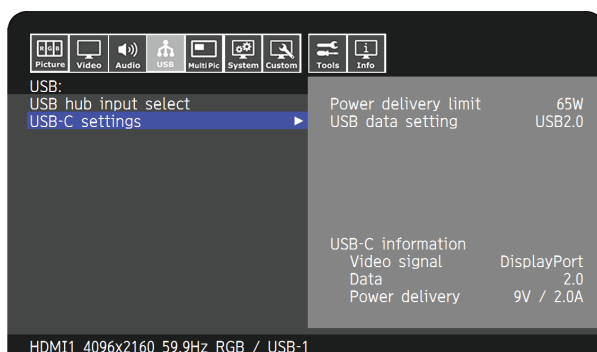 RGB
Picture Video Audio USB Multi Pic System Custom Tools Info
USB:
USB hub input select
USB-C settings
Power delivery limit 65W
USB data setting USB2.0
USB-C information
Video signal DisplayPort
Data 2.0
Power delivery 9V / 2.0A
HDMI1 4096x2160 59.9Hz RGB / USB-1